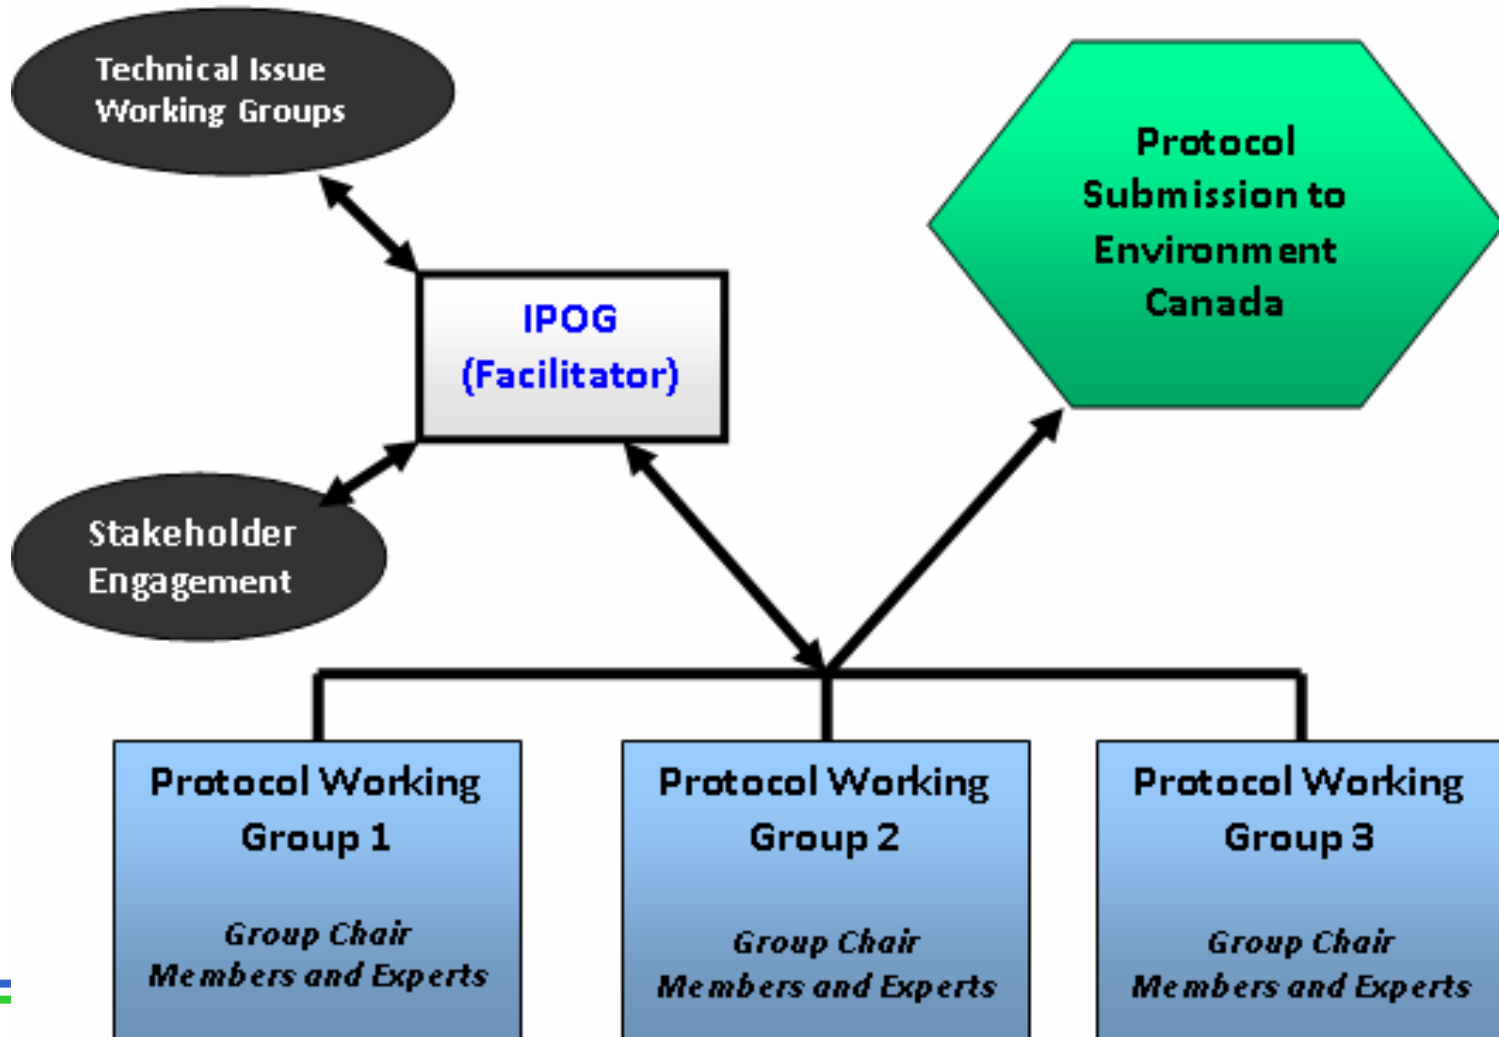 Technical Issue
Working Groups
Protocol
Submission to
Environment
Canada
IPOG
(Facilitator)
Stakeholder
Engagement
Protocol Working
Group 1
Group Chair
Members and Experts
Protocol Working
Group 2
Group Chair
Members and Experts
Protocol Working
Group 3
Group Chair
Members and Experts